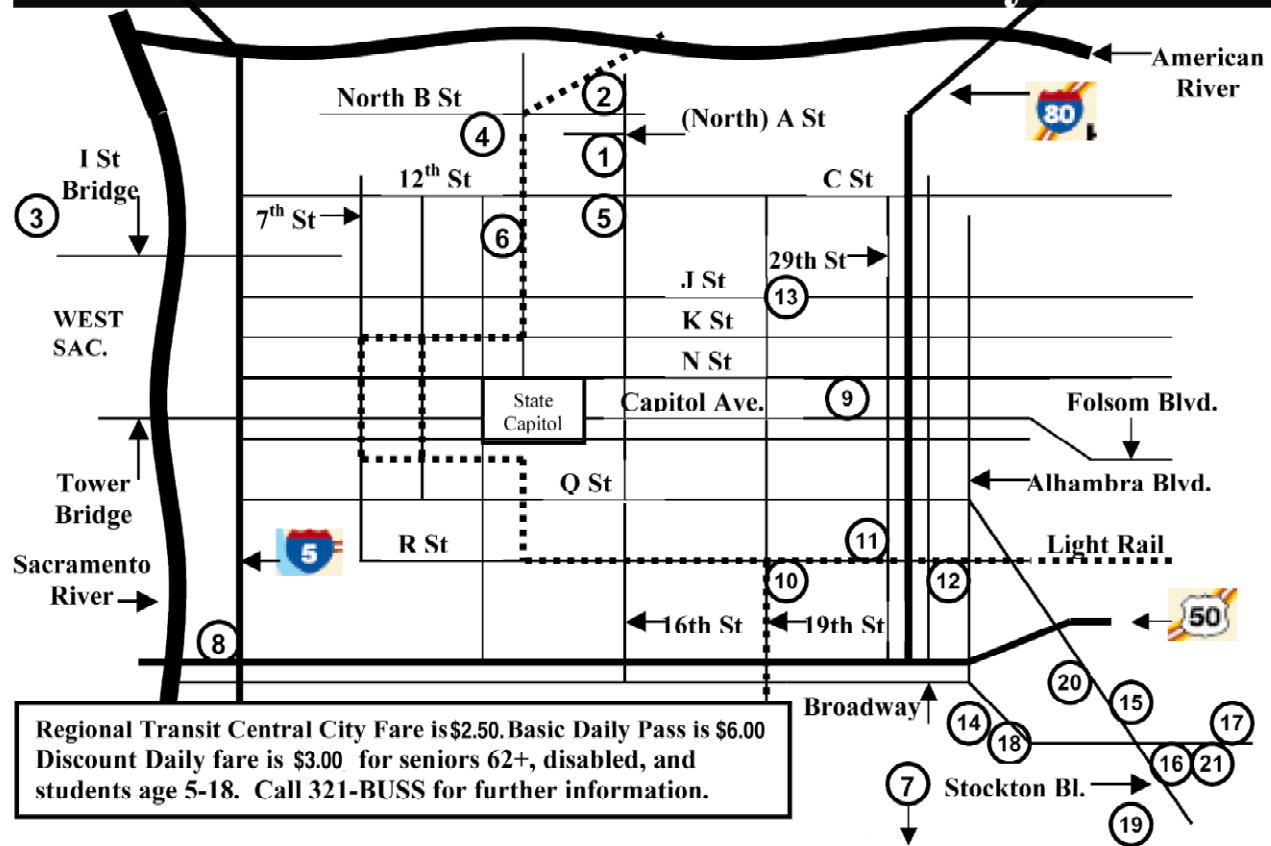 American
River
80
North B St
2
(North) A St
4
1
I St
Bridge
12th St
C St
3
7th St
5
6
29th St
J St
13
WEST
SAC.
K St
N St
State
Capitol
Capitol Ave.
9
Folsom Blvd.
Tower
Bridge
Q St
Alhambra Blvd.
5
R St
11
Light Rail
Sacramento
River
10
12
16th St
19th St
50
8
20
15
Broadway
14
18
17
Regional Transit Central City Fare is $2.50. Basic Daily Pass is $6.00
Discount Daily fare is $3.00 for seniors 62+, disabled, and
students age 5-18. Call 321-BUSS for further information.
7
Stockton Bl.
16
21
19